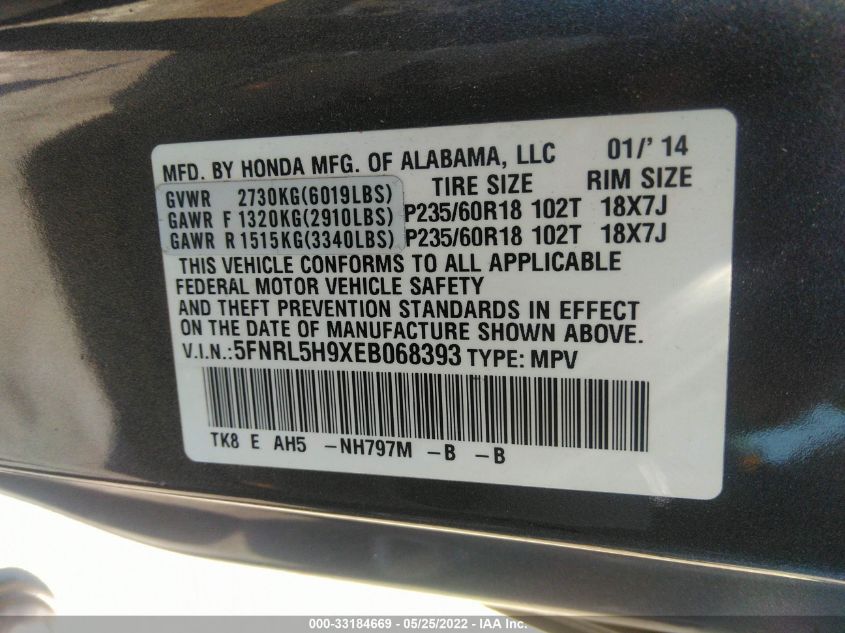 MFD. BY HONDA MFG. OF ALABAMA, LLC 01/' 14
GVWR 2730KG(6019LBS) TIRE SIZE RIM SIZE
GAWR F 1320KG(2910LBS) P235/60R18 102T 18X7J
GAWR R 1515KG(3340LBS) P235/60R18 102T 18X7J
THIS VEHICLE CONFORMS TO ALL APPLICABLE
FEDERAL MOTOR VEHICLE SAFETY
AND THEFT PREVENTION STANDARDS IN EFFECT
ON THE DATE OF MANUFACTURE SHOWN ABOVE.
V.I.N.:5FNRL5H9XEB068393 TYPE: MPV
TK8 E AH5 -NH797M -B -B
000-33184669 - 05/25/2022 - IAA Inc.